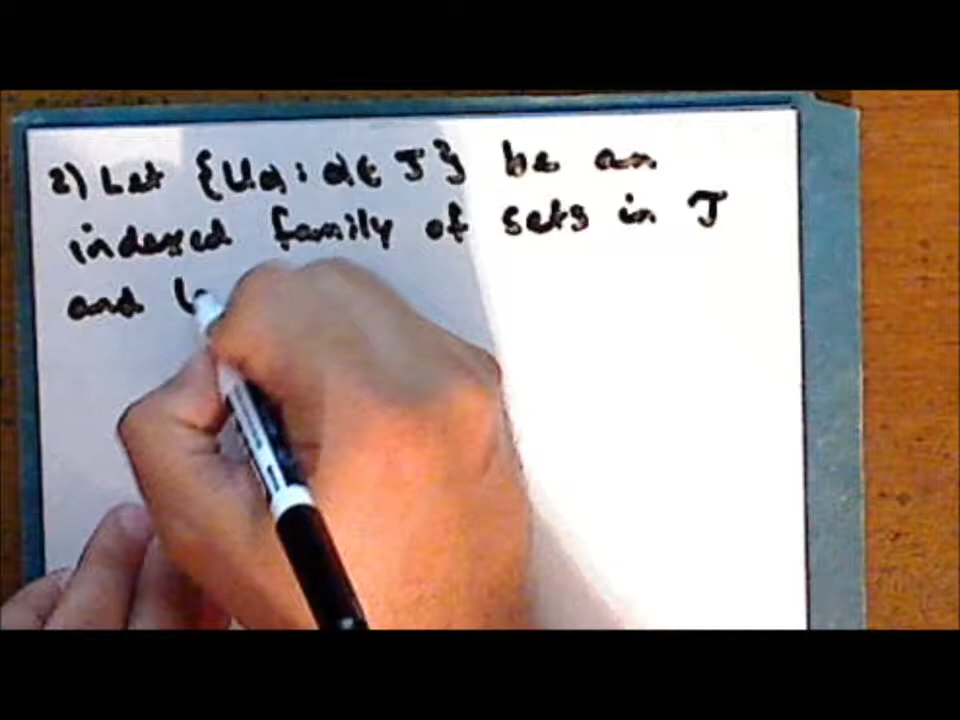 2) Let {Uα : α ∈ J} be an
indexed family of sets in J
and